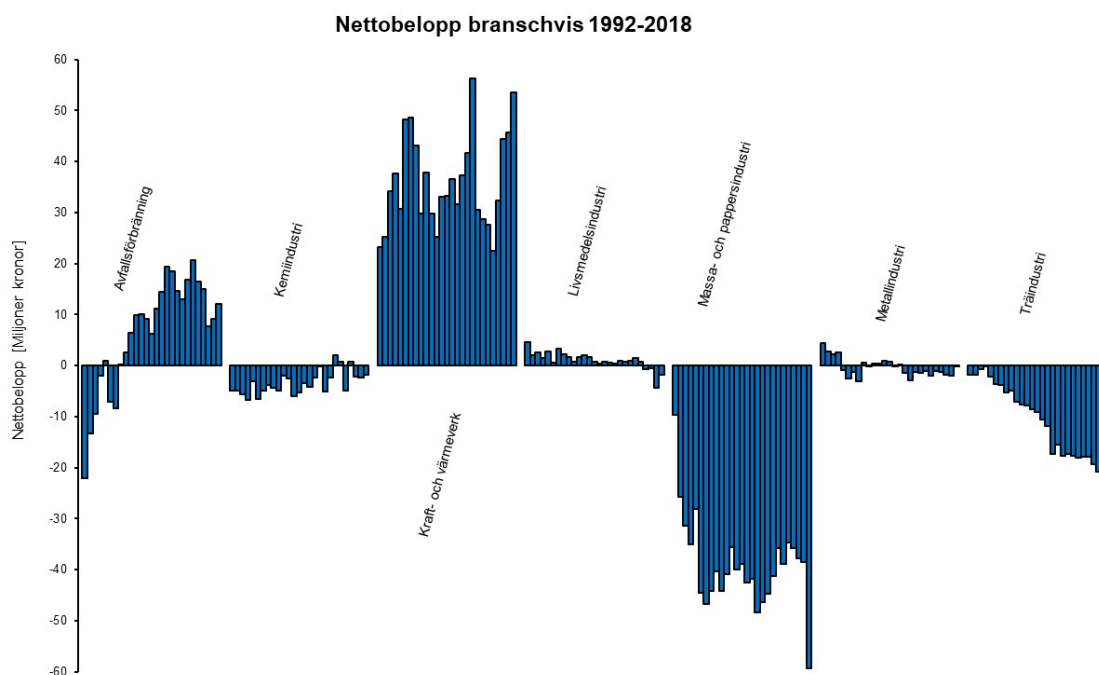 Nettobelopp branschvis 1992-2018
Nettobelopp [Miljoner kronor]
60
50
40
30
20
10
0
-10
-20
-30
-40
-50
-60
Avfallsförbränning
Kemiindustri
Kraft- och värmeverk
Livsmedelsindustri
Massa- och pappersindustri
Metallindustri
Träindustri